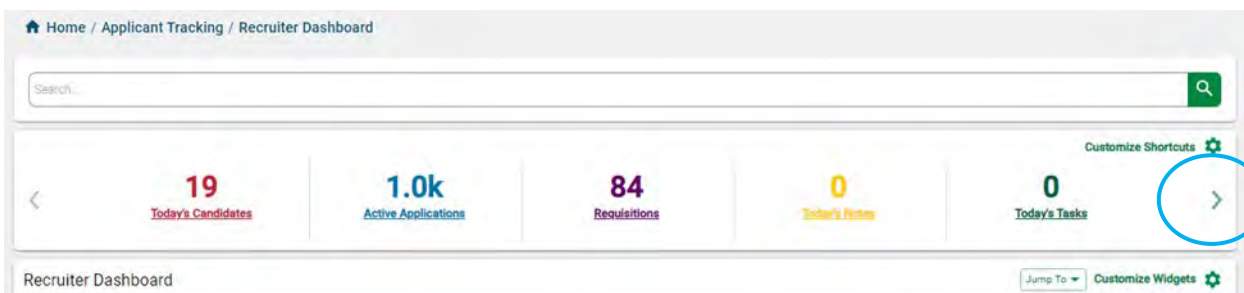 Home / Applicant Tracking / Recruiter Dashboard
Search...
Customize Shortcuts
19 1.0k 84 0 0
Today's Candidates Active Applications Requisitions Today's Notes Today's Tasks
Recruiter Dashboard Jump To Customize Widgets